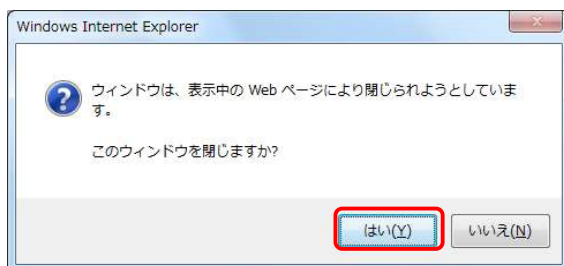 Windows Internet Explorer
ウィンドウは、表示中の Web ページにより閉じられようとしていま
す。
このウィンドウを閉じますか?
はい(Y)
いいえ(N)